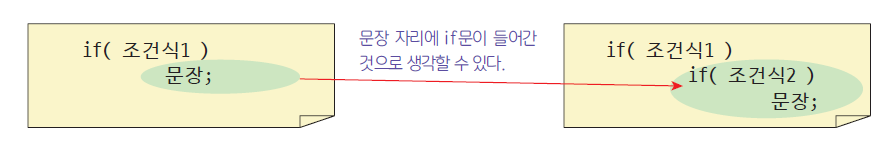 if( 조건식1 )
문장;
문장 자리에 if문이 들어간
것으로 생각할 수 있다.
if( 조건식1 )
if( 조건식2 )
문장;